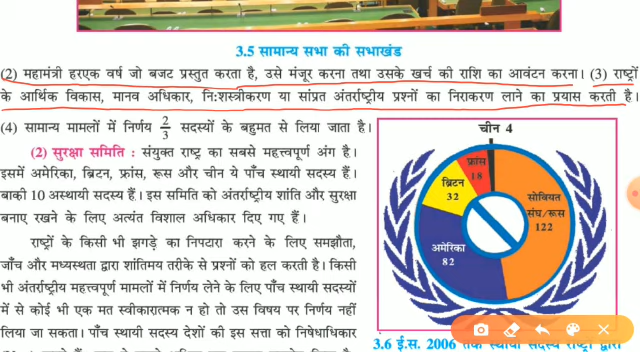 3.5 सामान्य सभा की सभाखंड
(2) महामंत्री हरएक वर्ष जो बजट प्रस्तुत करता है, उसे मंजूर करना तथा उसके खर्च की राशि का आवंटन करना। (3) राष्ट्रों
के आर्थिक विकास, मानव अधिकार, नि:शस्त्रीकरण या सांप्रत अंतर्राष्ट्रीय प्रश्नों का निराकरण लाने का प्रयास करती है।
(4) सामान्य मामलों में निर्णय 2/3 सदस्यों के बहुमत से लिया जाता है।
(2) सुरक्षा समिति : संयुक्त राष्ट्र का सबसे महत्त्वपूर्ण अंग है।
इसमें अमेरिका, ब्रिटन, फ्रांस, रूस और चीन ये पाँच स्थायी सदस्य हैं।
बाकी 10 अस्थायी सदस्य हैं। इस समिति को अंतर्राष्ट्रीय शांति और सुरक्षा
बनाए रखने के लिए अत्यंत विशाल अधिकार दिए गए हैं।
राष्ट्रों के किसी भी झगड़े का निपटारा करने के लिए समझौता,
जाँच और मध्यस्थता द्वारा शांतिमय तरीके से प्रश्नों को हल करती है। किसी
भी अंतर्राष्ट्रीय महत्त्वपूर्ण मामलों में निर्णय लेने के लिए पाँच स्थायी सदस्यों
में से कोई भी एक मत स्वीकारात्मक न हो तो उस विषय पर निर्णय नहीं
लिया जा सकता। पाँच स्थायी सदस्य देशों की इस सत्ता को निषेधाधिकार
चीन 4
फ्रांस
18
ब्रिटन
32
सोवियत
संघ/रूस
122
अमेरिका
82
3.6 ई.स. 2006 तक स्थायी सदस्य राष्ट्रों द्वारा